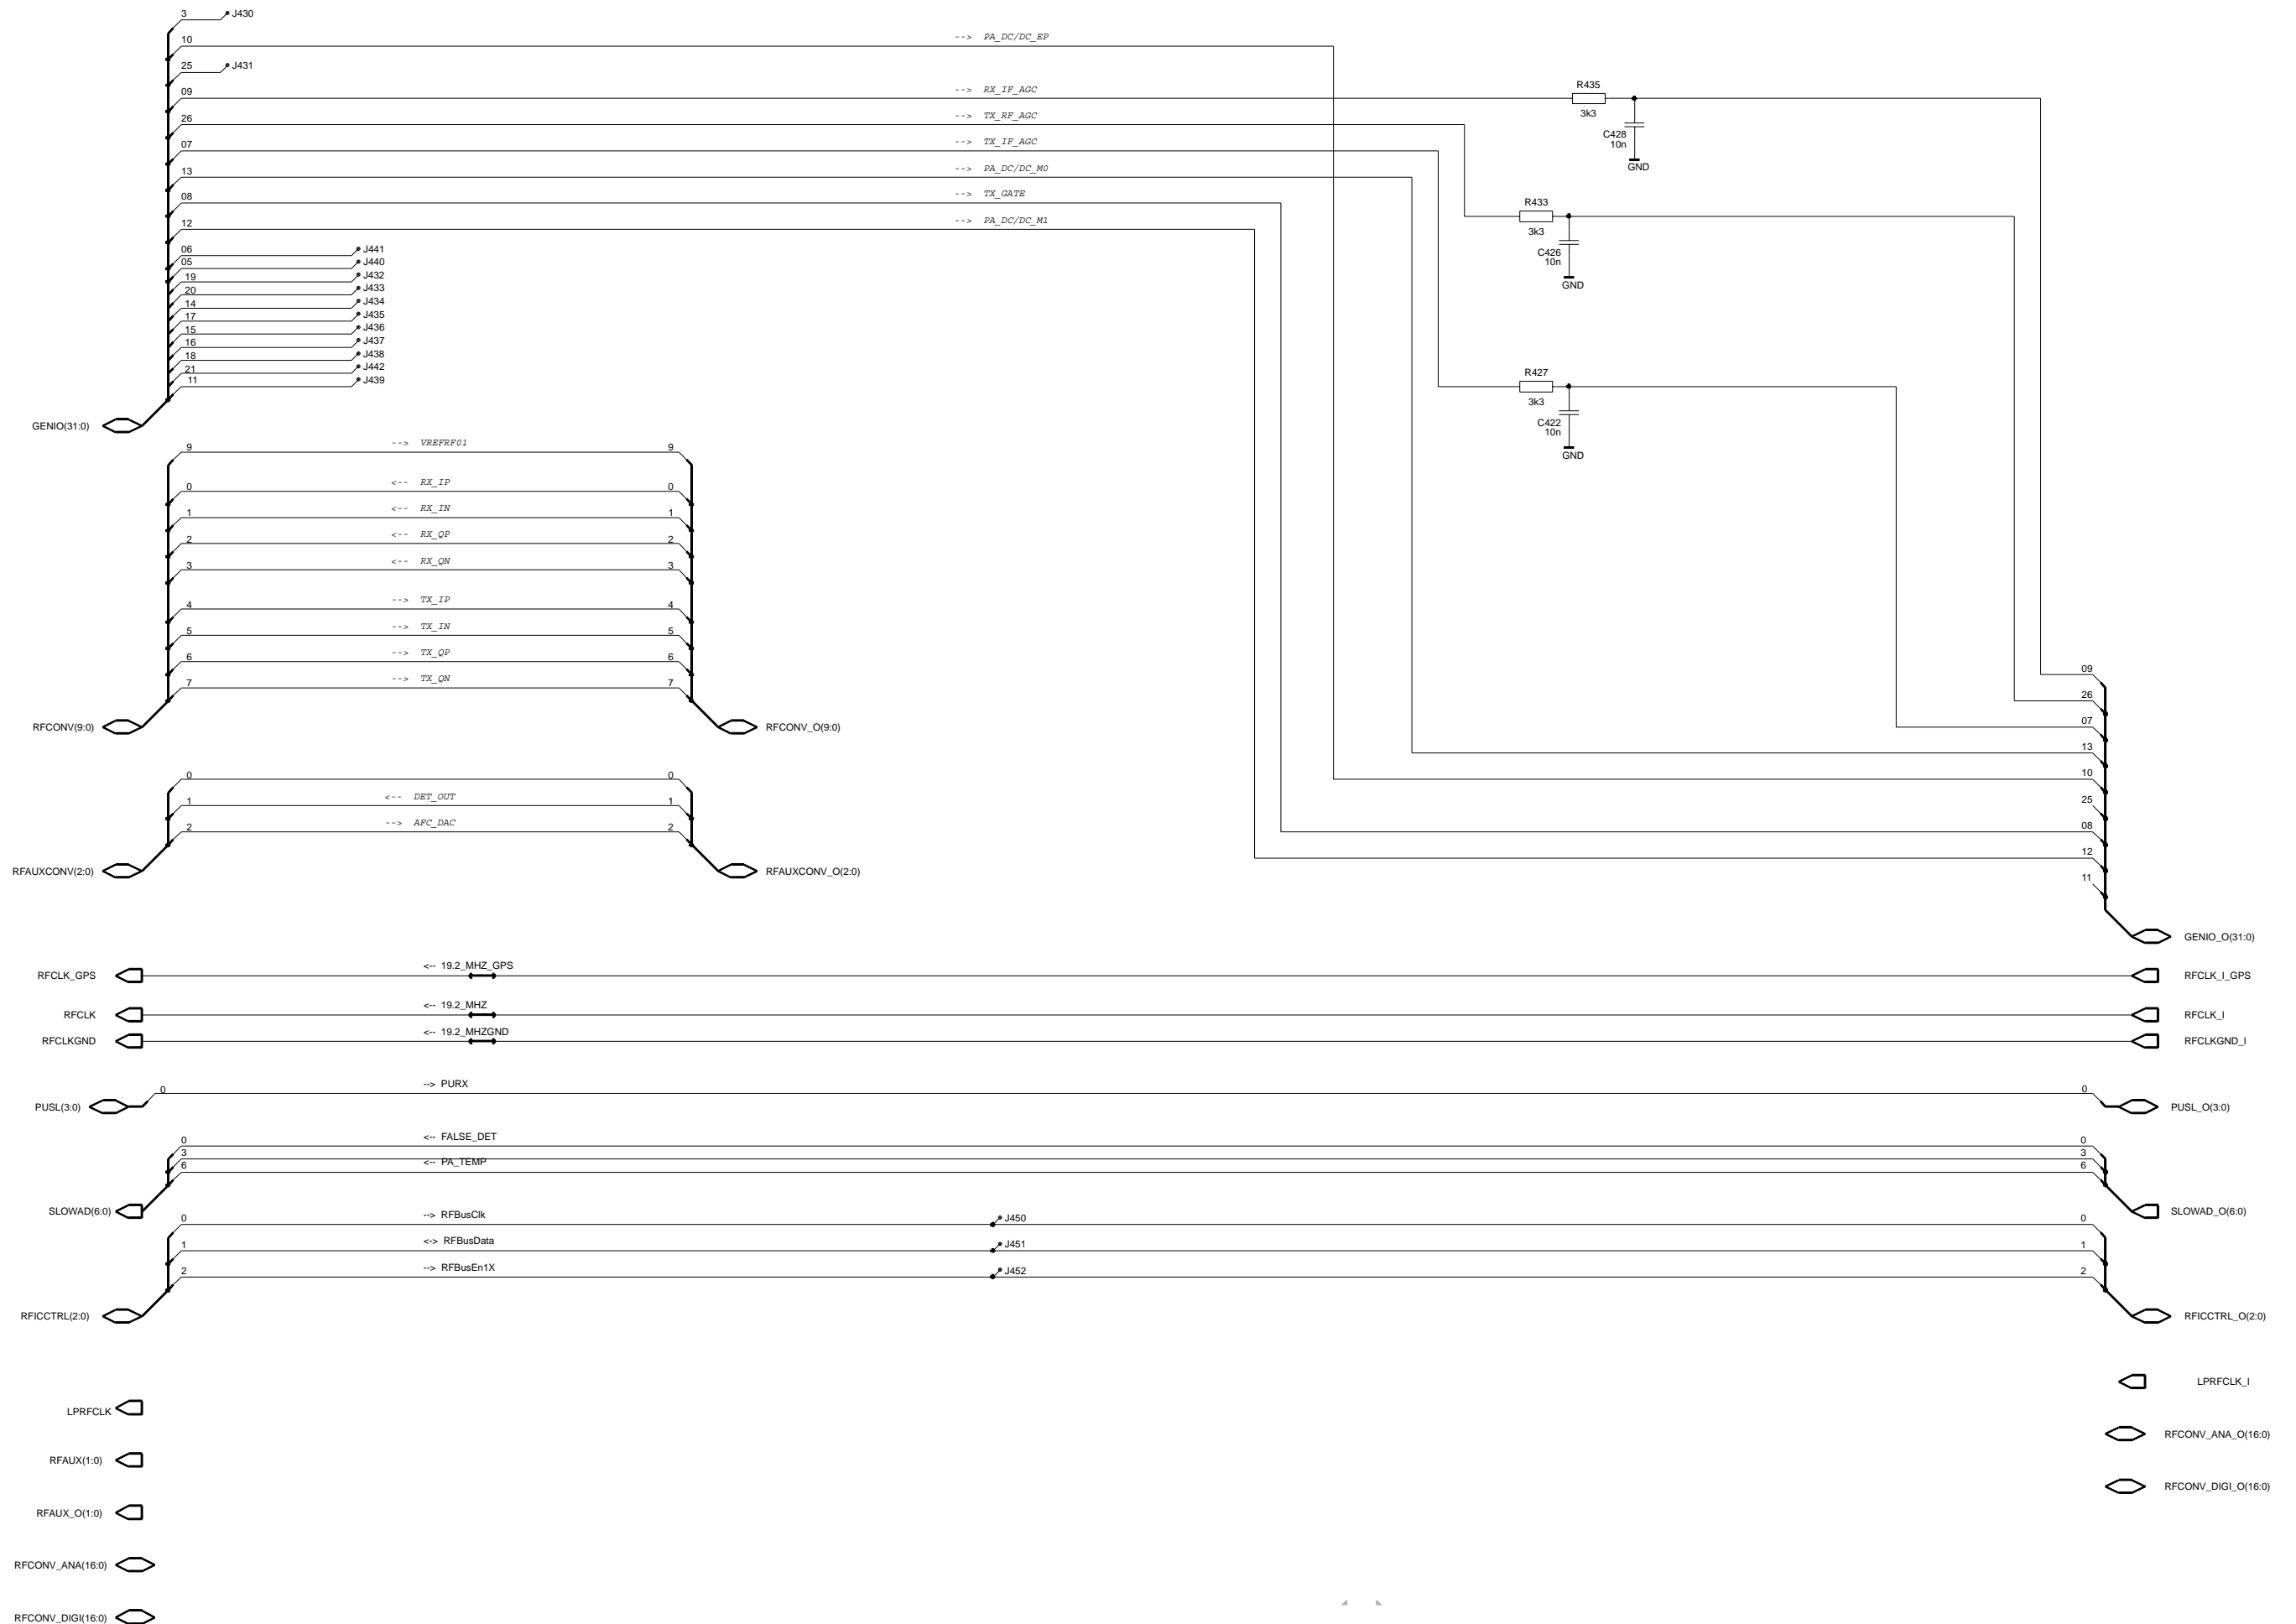 3 J430
10 --> PA_DC/DC_EP
25 J431
09 --> RX_IF_AGC
R435
3k3
C428
10n
GND
26 --> TX_RF_AGC
07 --> TX_IF_AGC
13 --> PA_DC/DC_M0
08 --> TX_GATE
12 --> PA_DC/DC_M1
R433
3k3
C426
10n
GND
06 J441
05 J440
19 J432
20 J433
14 J434
17 J435
15 J436
16 J437
18 J438
21 J442
11 J439
GENIO(31:0)
R427
3k3
C422
10n
GND
9 --> VREFRF01 9
0 <-- RX_IP 0
1 <-- RX_IN 1
2 <-- RX_QP 2
3 <-- RX_QN 3
4 --> TX_IP 4
5 --> TX_IN 5
6 --> TX_QP 6
7 --> TX_QN 7
RFCONV(9:0) RFCONV_O(9:0)
0 0
1 <-- DET_OUT 1
2 --> AFC_DAC 2
RFAUXCONV(2:0) RFAUXCONV_O(2:0)
09
26
07
13
10
25
08
12
11
GENIO_O(31:0)
RFCLK_GPS <-- 19.2_MHZ_GPS RFCLK_I_GPS
RFCLK <-- 19.2_MHZ RFCLK_I
RFCLKGND <-- 19.2_MHZGND RFCLKGND_I
0 --> PURX 0
PUSL(3:0) PUSL_O(3:0)
0 <-- FALSE_DET 0
3 3
6 <-- PA_TEMP 6
SLOWAD(6:0) SLOWAD_O(6:0)
0 --> RFBusClk J450 0
1 <-> RFBusData J451 1
2 --> RFBusEn1X J452 2
RFICCTRL(2:0) RFICCTRL_O(2:0)
LPRFCLK_I
LPRFCLK
RFCONV_ANA_O(16:0)
RFAUX(1:0)
RFCONV_DIGI_O(16:0)
RFAUX_O(1:0)
RFCONV_ANA(16:0)
RFCONV_DIGI(16:0)